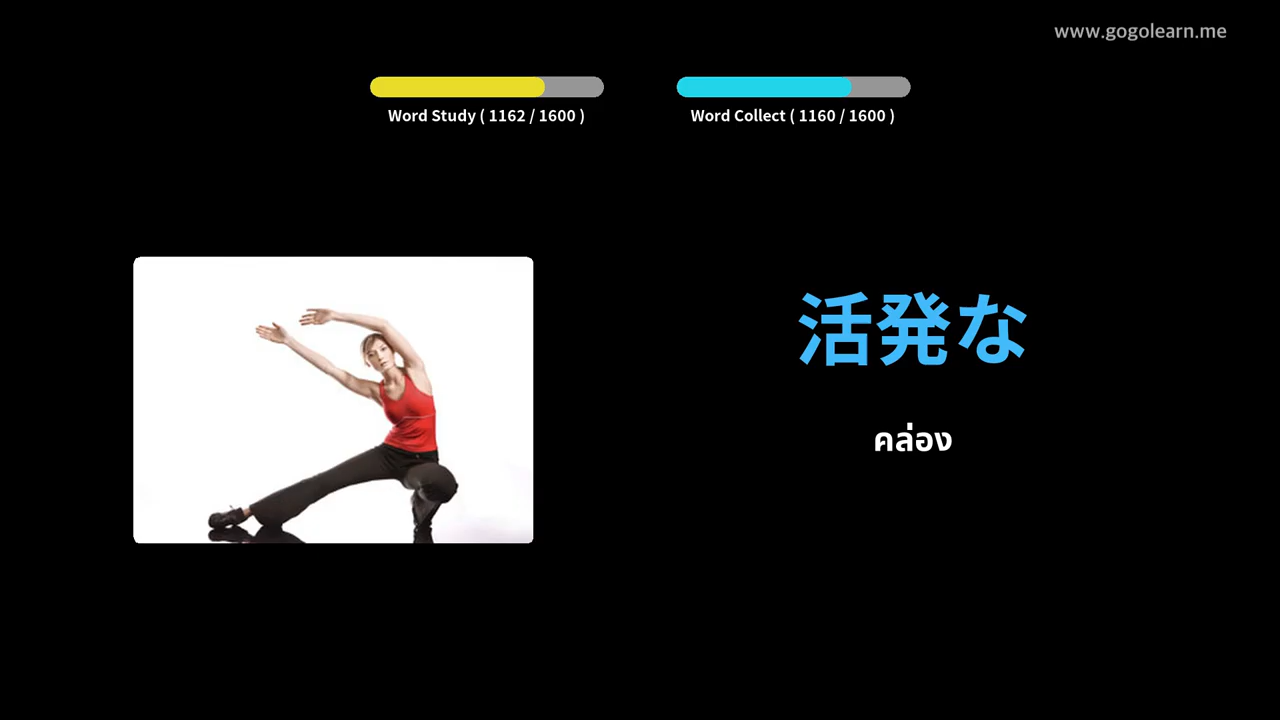 www.gogolearn.me
Word Study ( 1162 / 1600 )
Word Collect ( 1160 / 1600 )
活発な
คล่อง